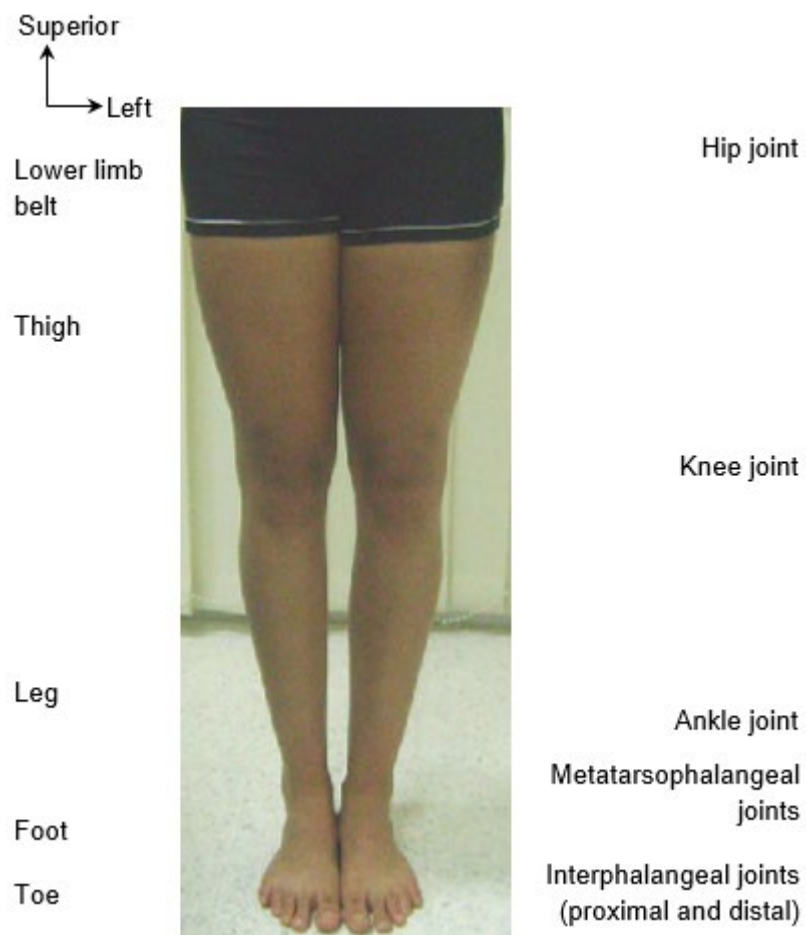 Superior
Left
Lower limb
belt
Thigh
Leg
Foot
Toe
Hip joint
Knee joint
Ankle joint
Metatarsophalangeal
joints
Interphalangeal joints
(proximal and distal)